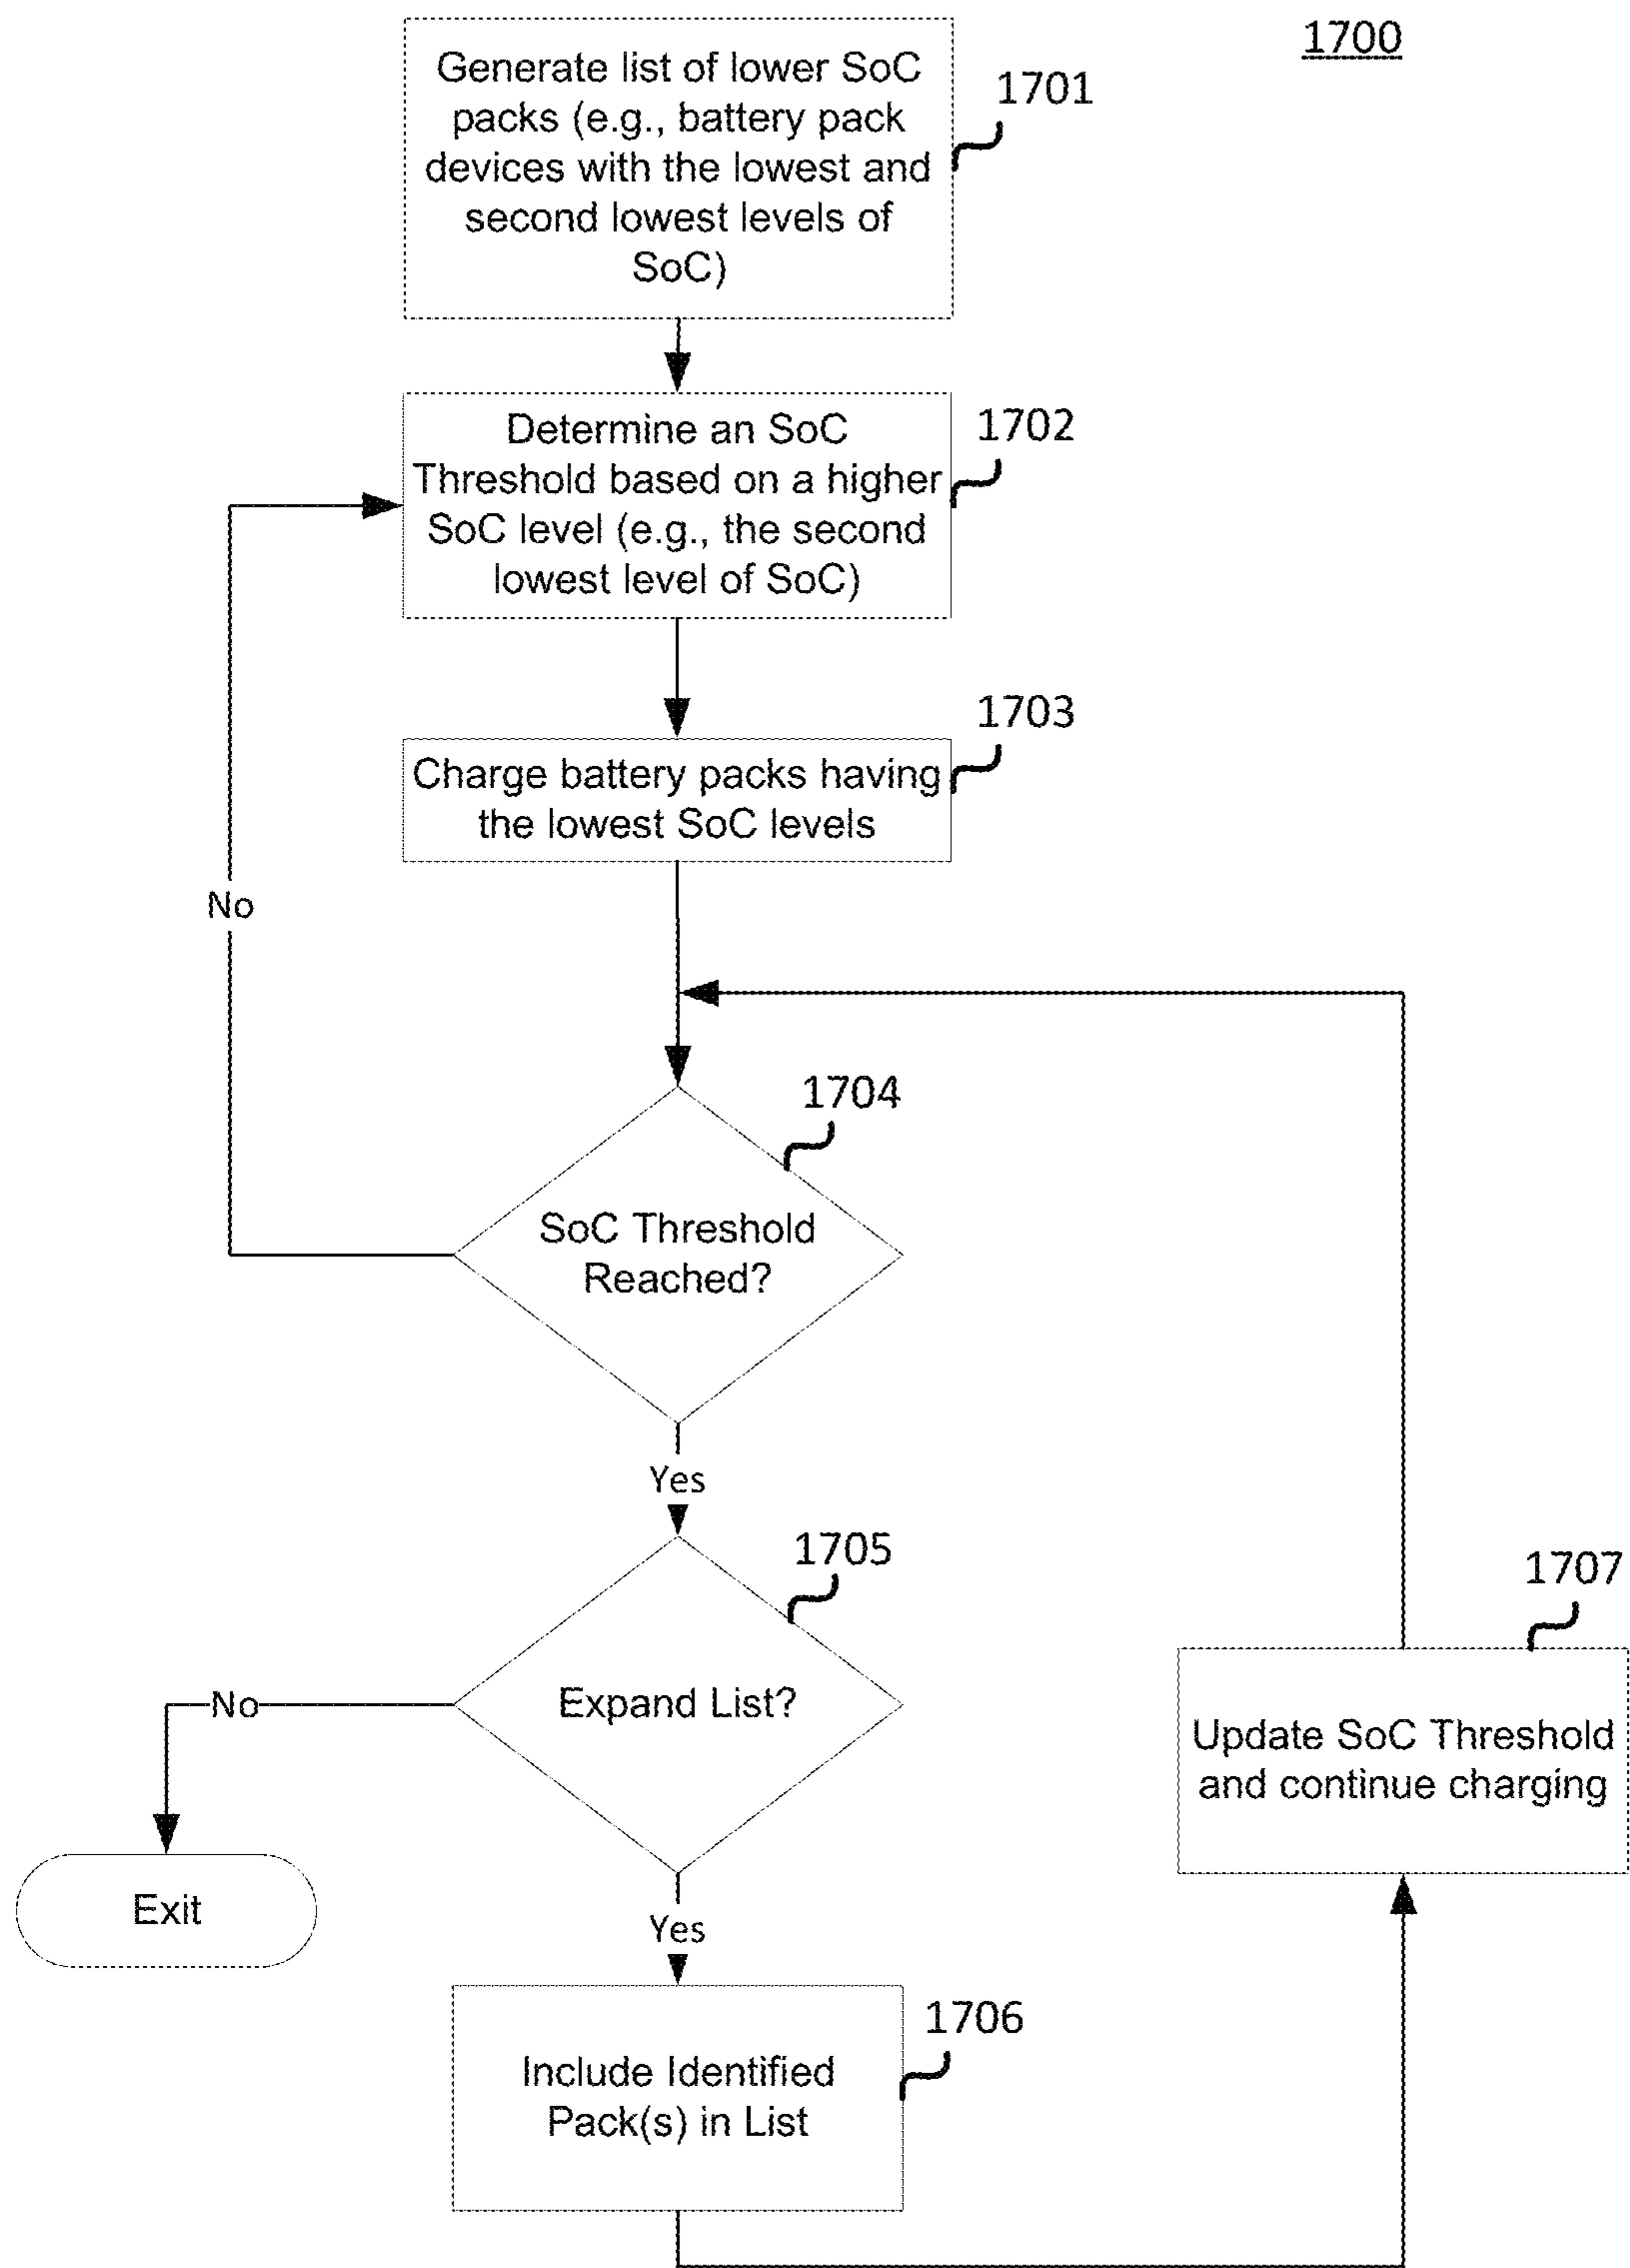 1700
Generate list of lower SoC
packs (e.g., battery pack
devices with the lowest and
second lowest levels of
SoC)
1701
Determine an SoC
Threshold based on a higher
SoC level (e.g., the second
lowest level of SoC)
1702
Charge battery packs having
the lowest SoC levels
1703
No
1704
SoC Threshold
Reached?
Yes
1705
Expand List?
No
Exit
Yes
1706
Include Identified
Pack(s) in List
1707
Update SoC Threshold
and continue charging